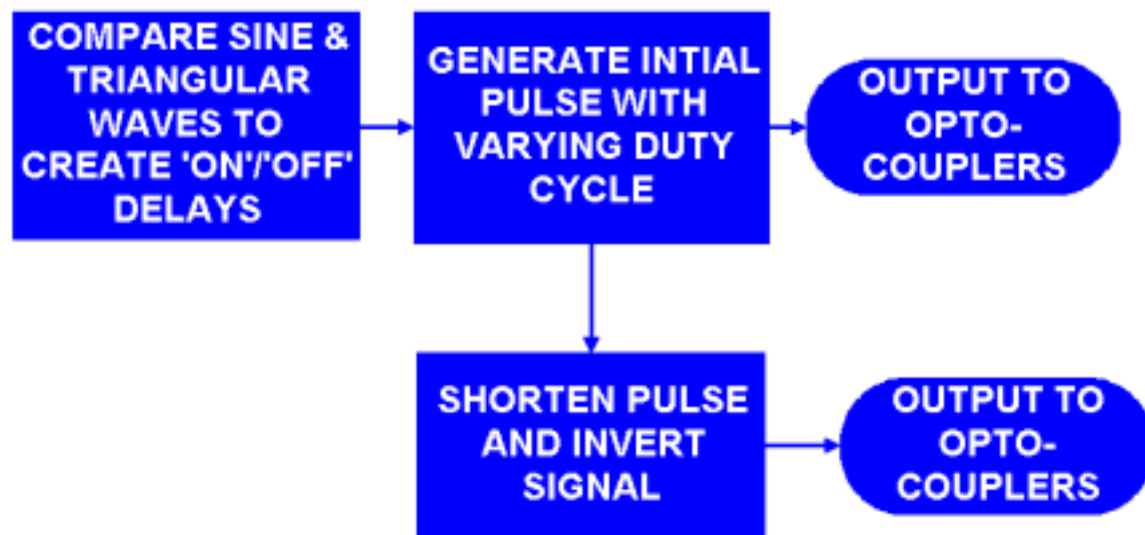 COMPARE SINE &
TRIANGULAR
WAVES TO
CREATE 'ON'/'OFF'
DELAYS
GENERATE INTIAL
PULSE WITH
VARYING DUTY
CYCLE
OUTPUT TO
OPTO-
COUPLERS
SHORTEN PULSE
AND INVERT
SIGNAL
OUTPUT TO
OPTO-
COUPLERS